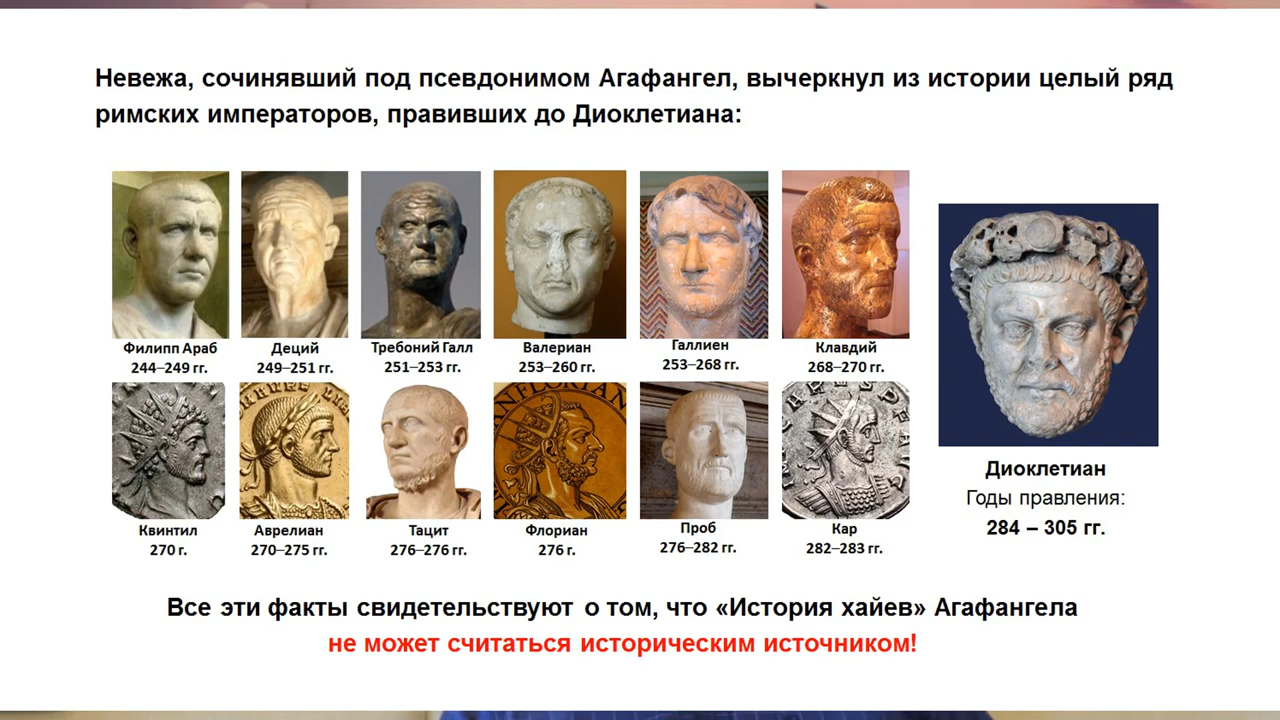 Невежа, сочинявший под псевдонимом Агафангел, вычеркнул из истории целый ряд
римских императоров, правивших до Диоклетиана:
Филипп Араб
244–249 гг.
Деций
249–251 гг.
Требоний Галл
251–253 гг.
Валериан
253–260 гг.
Галлиен
253–268 гг.
Клавдий
268–270 гг.
Квинтил
270 г.
Аврелиан
270–275 гг.
Тацит
276–276 гг.
Флориан
276 г.
Проб
276–282 гг.
Кар
282–283 гг.
Диоклетиан
Годы правления:
284 – 305 гг.
Все эти факты свидетельствуют о том, что «История хайев» Агафангела
не может считаться историческим источником!